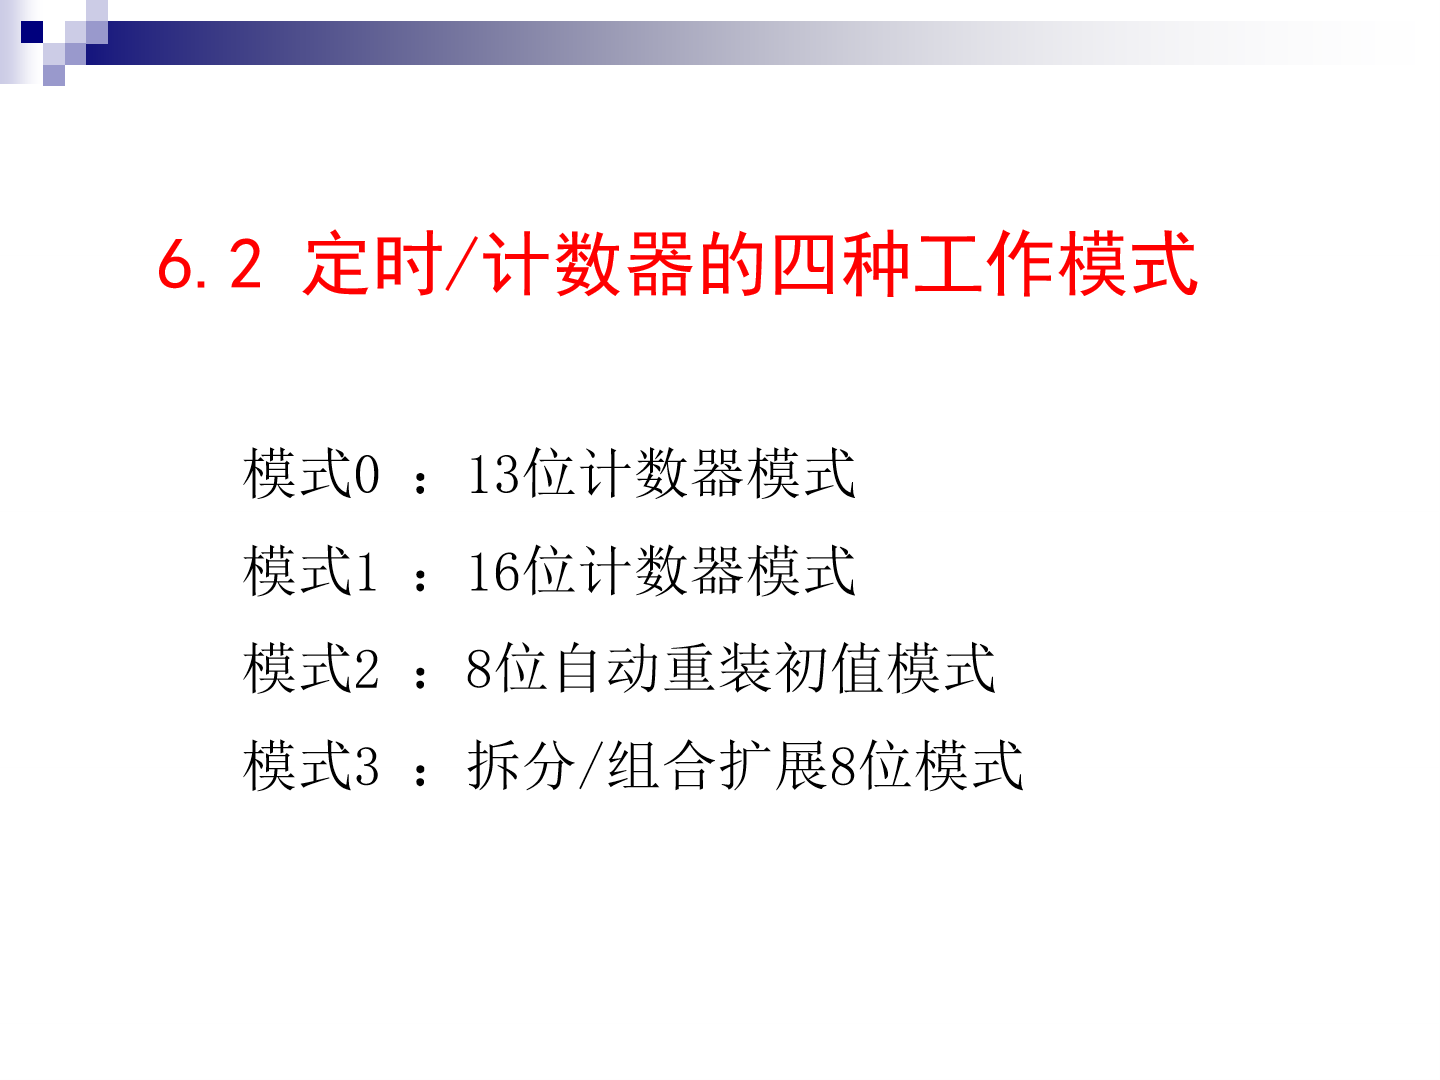 6.2 定时/计数器的四种工作模式
模式0 ：13位计数器模式
模式1 ：16位计数器模式
模式2 ：8位自动重装初值模式
模式3 ：拆分/组合扩展8位模式